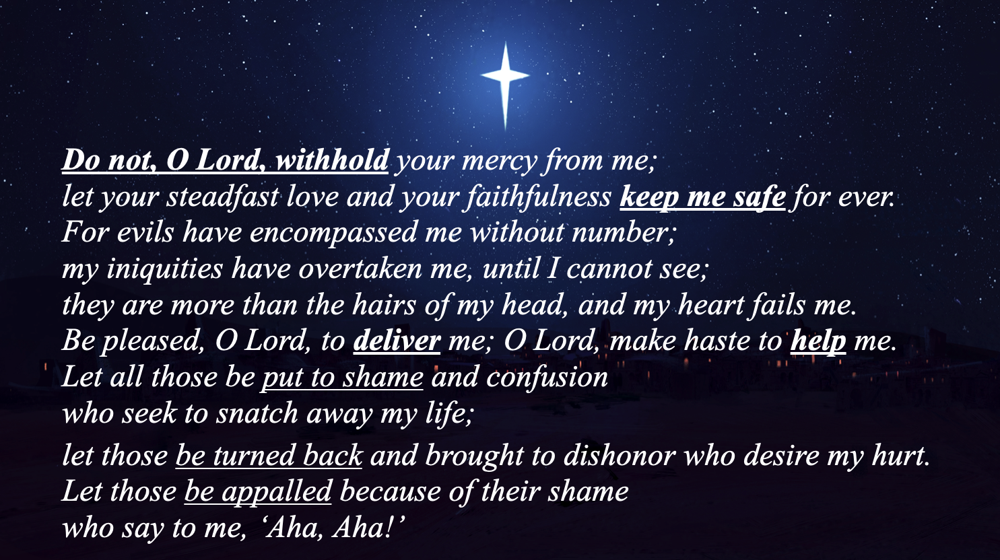 Do not, O Lord, withhold your mercy from me;
let your steadfast love and your faithfulness keep me safe for ever.
For evils have encompassed me without number;
my iniquities have overtaken me, until I cannot see;
they are more than the hairs of my head, and my heart fails me.
Be pleased, O Lord, to deliver me; O Lord, make haste to help me.
Let all those be put to shame and confusion
who seek to snatch away my life;
let those be turned back and brought to dishonor who desire my hurt.
Let those be appalled because of their shame
who say to me, ‘Aha, Aha!’